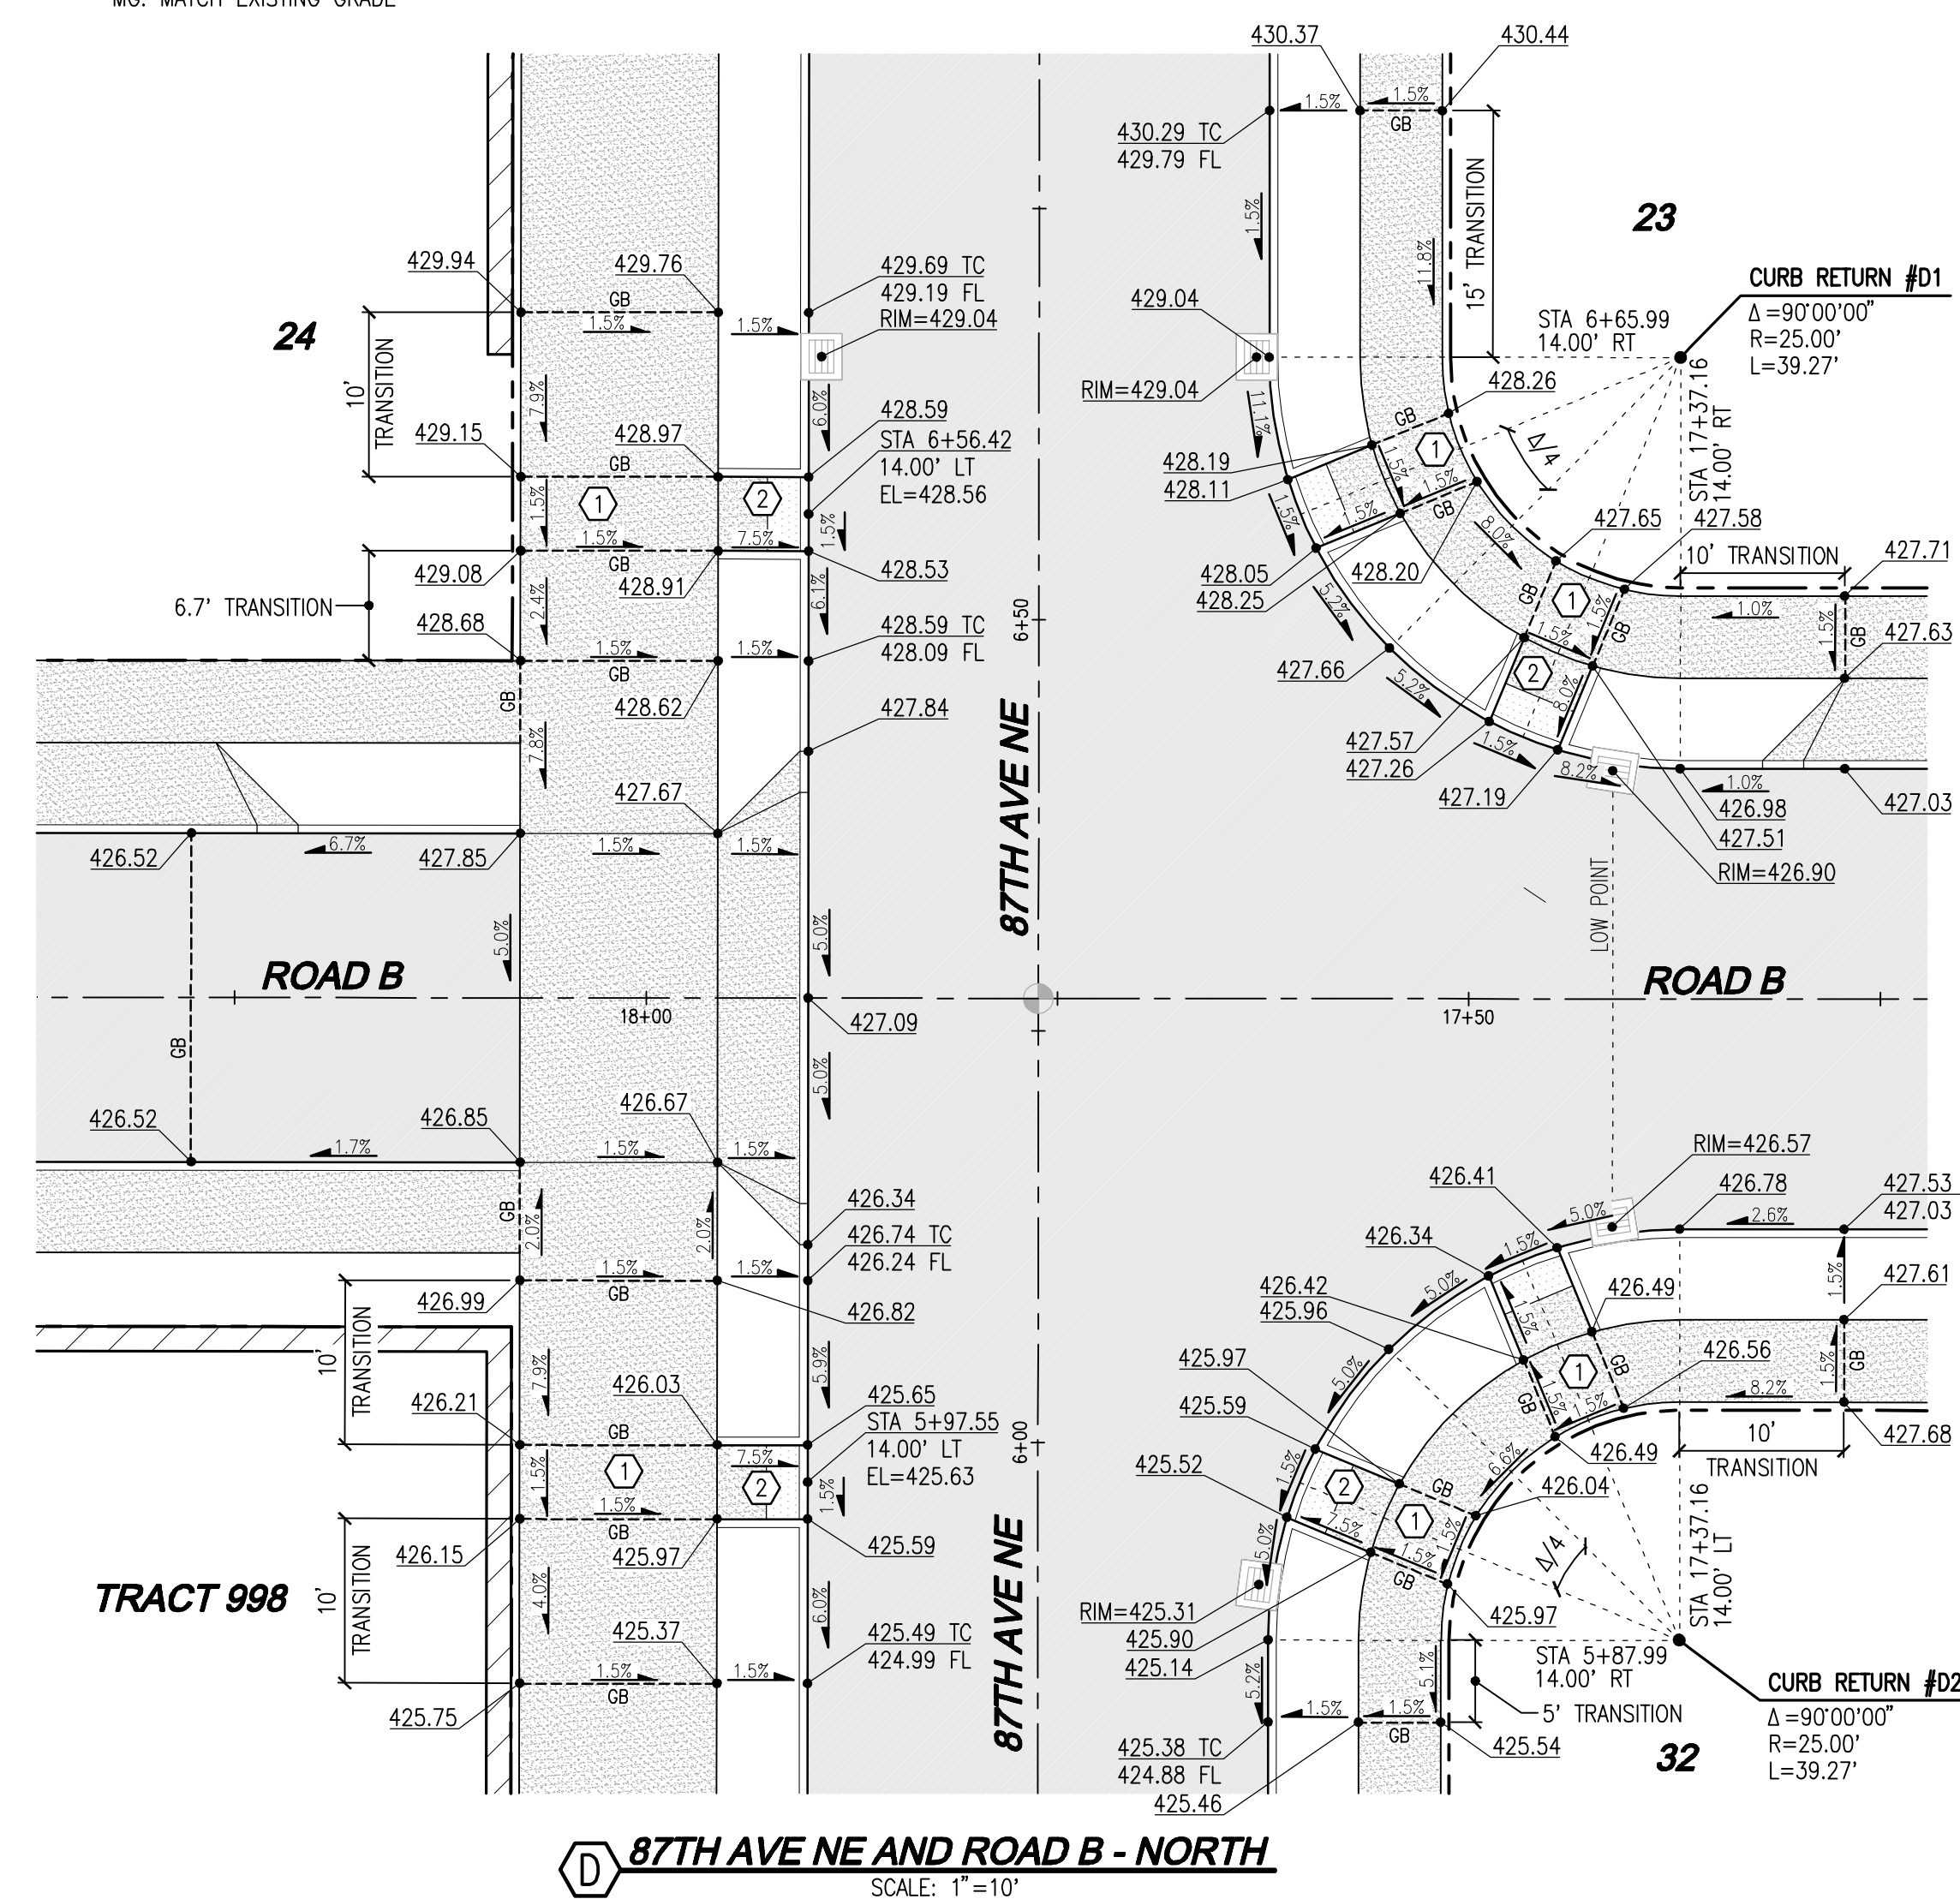 MG: MATCH EXISTING GRADE
430.37
430.44
1.5%
1.5%
GB
430.29 TC
429.79 FL
15' TRANSITION
1.5%
11.8%
23
CURB RETURN #D1
Δ=90°00'00"
R=25.00'
L=39.27'
STA 6+65.99
14.00' RT
STA 17+37.16
14.00' RT
429.94
429.76
GB
1.5%
1.5%
429.69 TC
429.19 FL
RIM=429.04
429.04
RIM=429.04
24
10'
TRANSITION
7.9%
6.0%
11.1%
428.26
GB
1
1.5%
1.5%
GB
Δ/4
429.15
428.97
GB
428.59
STA 6+56.42
14.00' LT
EL=428.56
428.19
428.11
1.5%
1.5%
1
2
1.5%
1.5%
7.5%
1.5%
GB
429.08
428.91
428.53
428.05
428.25
428.20
8.0%
427.65
427.58
10' TRANSITION
427.71
6.7' TRANSITION
2.4%
6.1%
428.68
1.5%
1.5%
GB
428.59 TC
428.09 FL
6+50
5.2%
GB
1
1.5%
1.5%
GB
1.0%
1.5%
GB
427.63
GB
428.62
427.66
5.2%
2
8.0%
7.8%
427.84
87TH AVE NE
427.57
427.26
1.5%
8.2%
1.0%
427.19
426.98
427.03
427.51
RIM=426.90
427.67
426.52
6.7%
427.85
1.5%
1.5%
LOW POINT
5.0%
5.0%
ROAD B
ROAD B
18+00
427.09
17+50
GB
5.0%
426.52
1.7%
426.85
426.67
1.5%
1.5%
RIM=426.57
426.41
426.78
427.53
427.03
5.0%
2.6%
GB
2.0%
2.0%
426.34
426.74 TC
426.24 FL
426.34
1.5%
5.0%
1.5%
427.61
426.99
1.5%
1.5%
GB
426.82
426.42
425.96
1.5%
426.49
GB
1
1.5%
1.5%
GB
426.56
1.5%
GB
8.2%
10'
TRANSITION
7.9%
5.9%
5.0%
425.97
425.59
426.21
426.03
GB
425.65
STA 5+97.55
14.00' LT
EL=425.63
6+00
426.49
10'
TRANSITION
427.68
1
1.5%
7.5%
2
1.5%
1.5%
GB
425.52
1.5%
2
7.5%
GB
1
1.5%
1.5%
GB
6.6%
426.04
Δ/4
STA 17+37.16
14.00' LT
426.15
425.97
425.59
5.0%
TRACT 998
10'
TRANSITION
4.0%
6.0%
87TH AVE NE
RIM=425.31
425.90
425.14
425.97
425.37
425.49 TC
424.99 FL
1.5%
1.5%
GB
425.75
5.2%
5.1%
STA 5+87.99
14.00' RT
5' TRANSITION
1.5%
1.5%
GB
425.38 TC
424.88 FL
425.46
425.54
32
CURB RETURN #D2
Δ=90°00'00"
R=25.00'
L=39.27'
D
87TH AVE NE AND ROAD B - NORTH
SCALE: 1"=10'